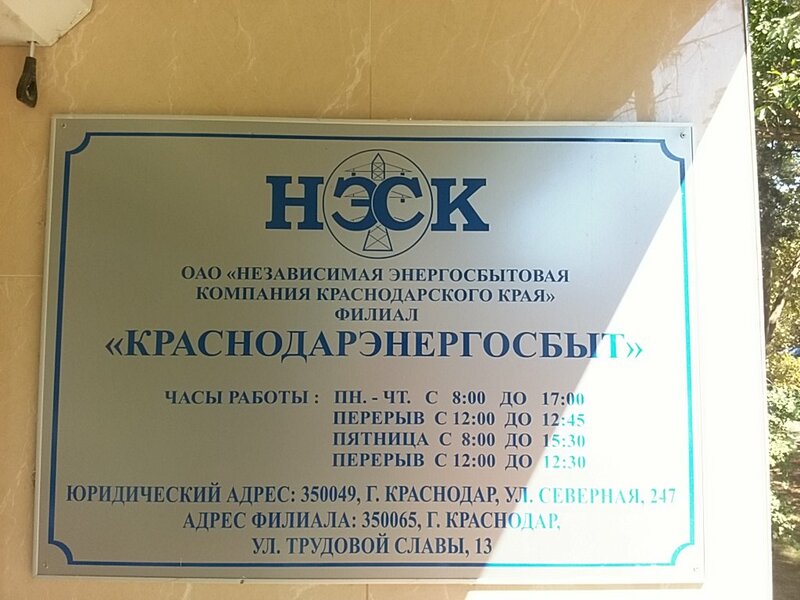 НЭСК
ОАО «НЕЗАВИСИМАЯ ЭНЕРГОСБЫТОВАЯ
КОМПАНИЯ КРАСНОДАРСКОГО КРАЯ»
ФИЛИАЛ
«КРАСНОДАРЭНЕРГОСБЫТ»
ЧАСЫ РАБОТЫ : ПН. - ЧТ. С 8:00 ДО 17:00
ПЕРЕРЫВ С 12:00 ДО 12:45
ПЯТНИЦА С 8:00 ДО 15:30
ПЕРЕРЫВ С 12:00 ДО 12:30
ЮРИДИЧЕСКИЙ АДРЕС: 350049, Г. КРАСНОДАР, УЛ. СЕВЕРНАЯ, 247
АДРЕС ФИЛИАЛА: 350065, Г. КРАСНОДАР,
УЛ. ТРУДОВОЙ СЛАВЫ, 13